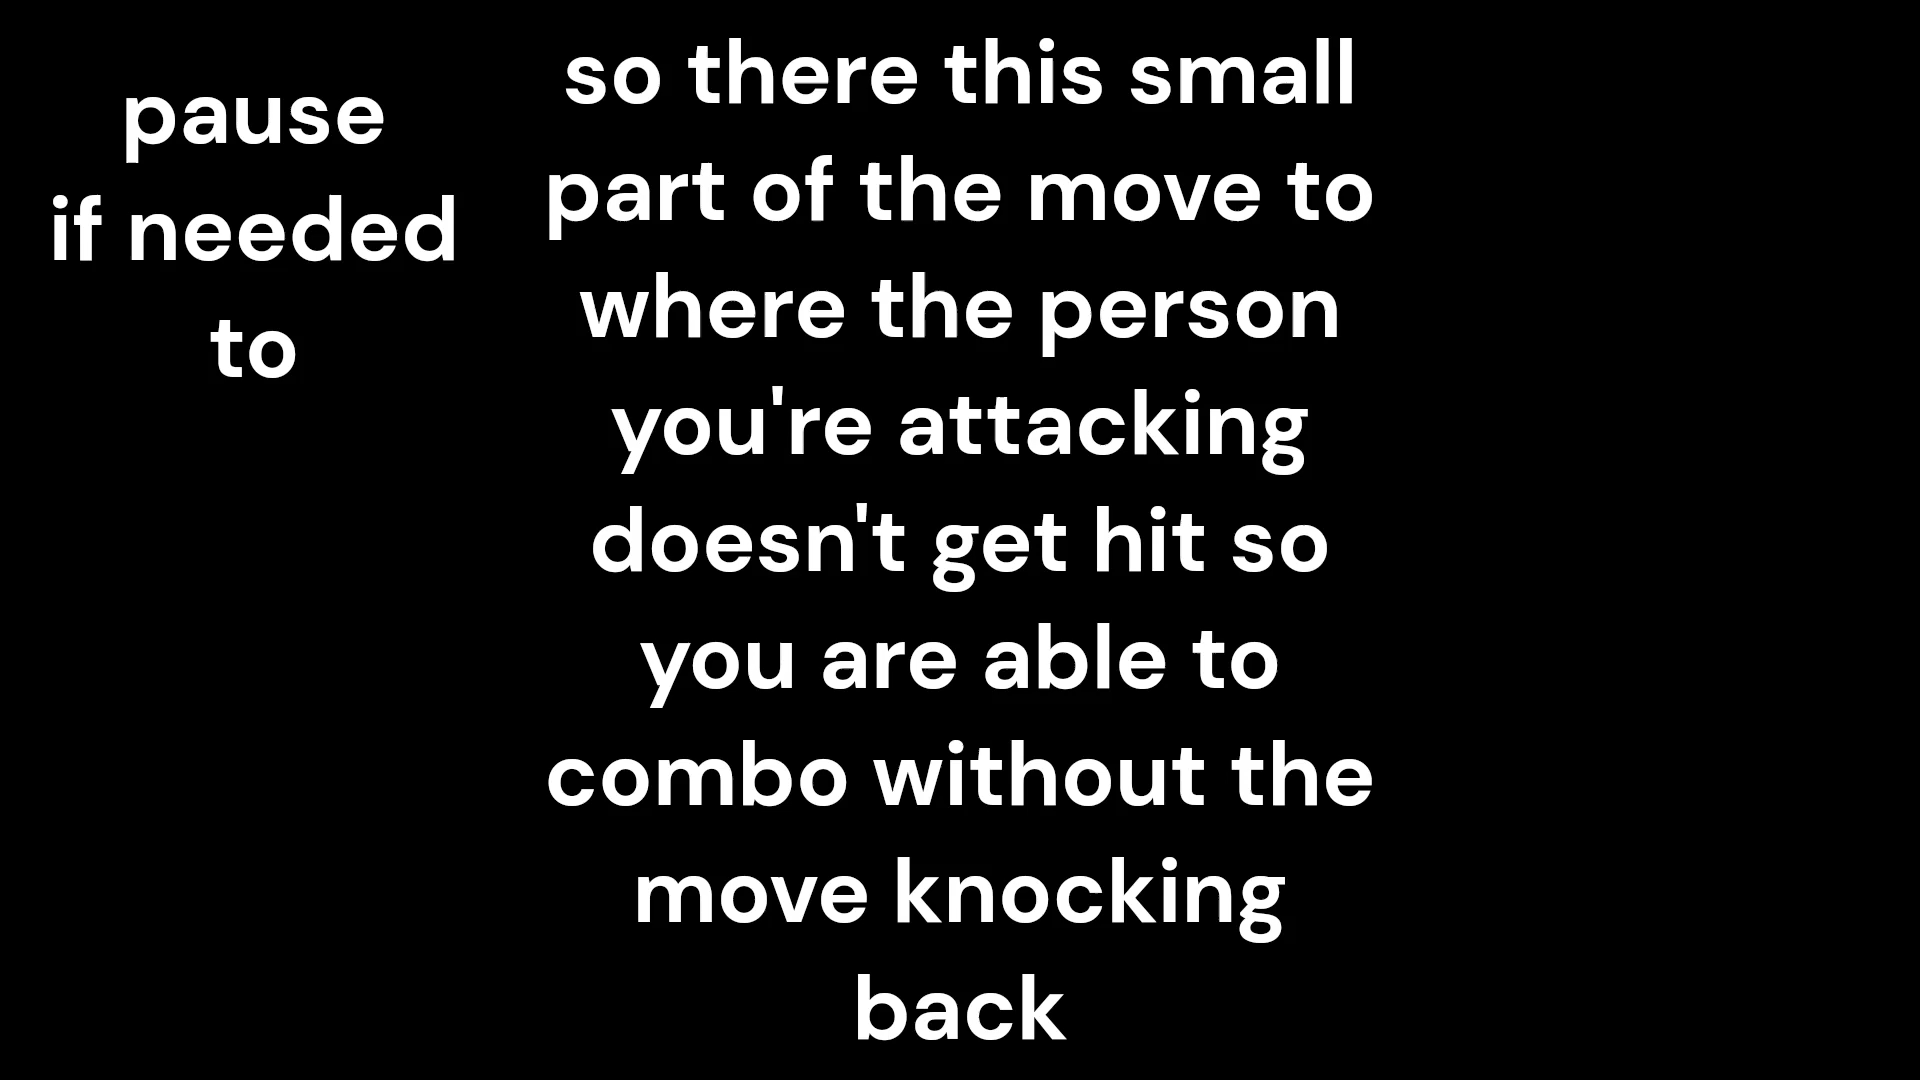 pause
if needed
to
so there this small
part of the move to
where the person
you're attacking
doesn't get hit so
you are able to
combo without the
move knocking
back